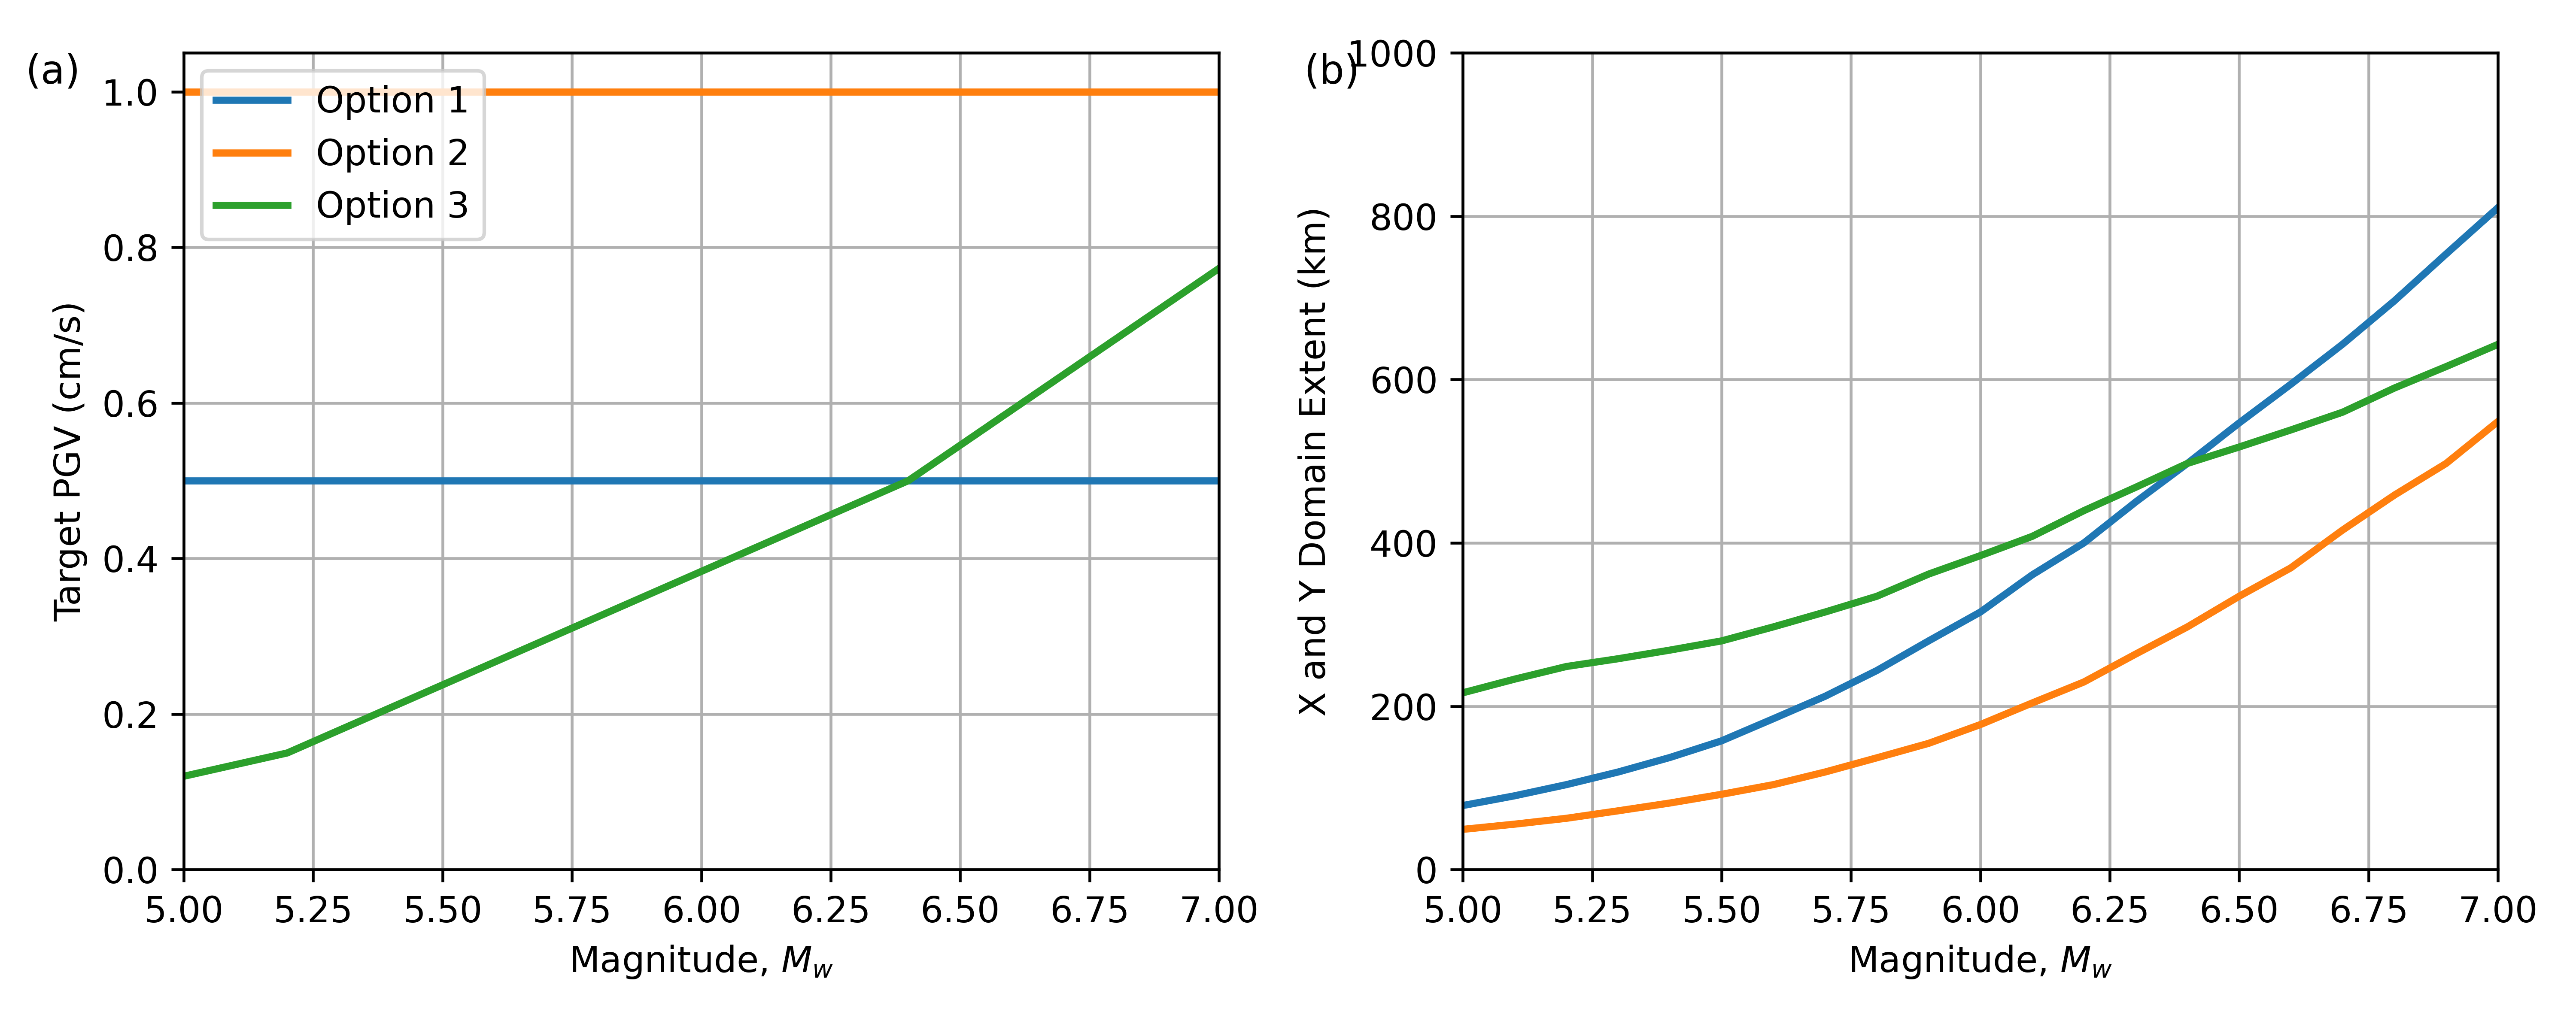 (a)
Target PGV (cm/s)
1.0
0.8
0.6
0.4
0.2
0.0
Option 1
Option 2
Option 3
5.00 5.25 5.50 5.75 6.00 6.25 6.50 6.75 7.00
Magnitude, Mw
(b)
X and Y Domain Extent (km)
1000
800
600
400
200
0
5.00 5.25 5.50 5.75 6.00 6.25 6.50 6.75 7.00
Magnitude, Mw